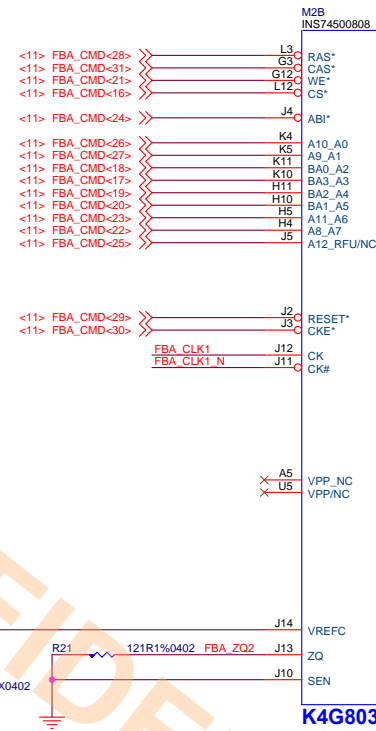 M2B
INS74500808
<11> FBA_CMD<28> L3 RAS*
<11> FBA_CMD<31> G3 CAS*
<11> FBA_CMD<21> G12 WE*
<11> FBA_CMD<16> L12 CS*
<11> FBA_CMD<24> J4 ABI*
<11> FBA_CMD<26> K4 A10_A0
<11> FBA_CMD<27> K5 A9_A1
<11> FBA_CMD<18> K11 BA0_A2
<11> FBA_CMD<17> K10 BA3_A3
<11> FBA_CMD<19> H11 BA2_A4
<11> FBA_CMD<20> H10 BA1_A5
<11> FBA_CMD<23> H5 A11_A6
<11> FBA_CMD<22> H4 A8_A7
<11> FBA_CMD<25> J5 A12_RFU/NC
<11> FBA_CMD<29> J2 RESET*
<11> FBA_CMD<30> J3 CKE*
FBA_CLK1 J12 CK
FBA_CLK1_N J11 CK#
A5 VPP_NC
U5 VPP/NC
J14 VREFC
R21 121R1%0402 FBA_ZQ2 J13 ZQ
J10 SEN
X0402
K4G803